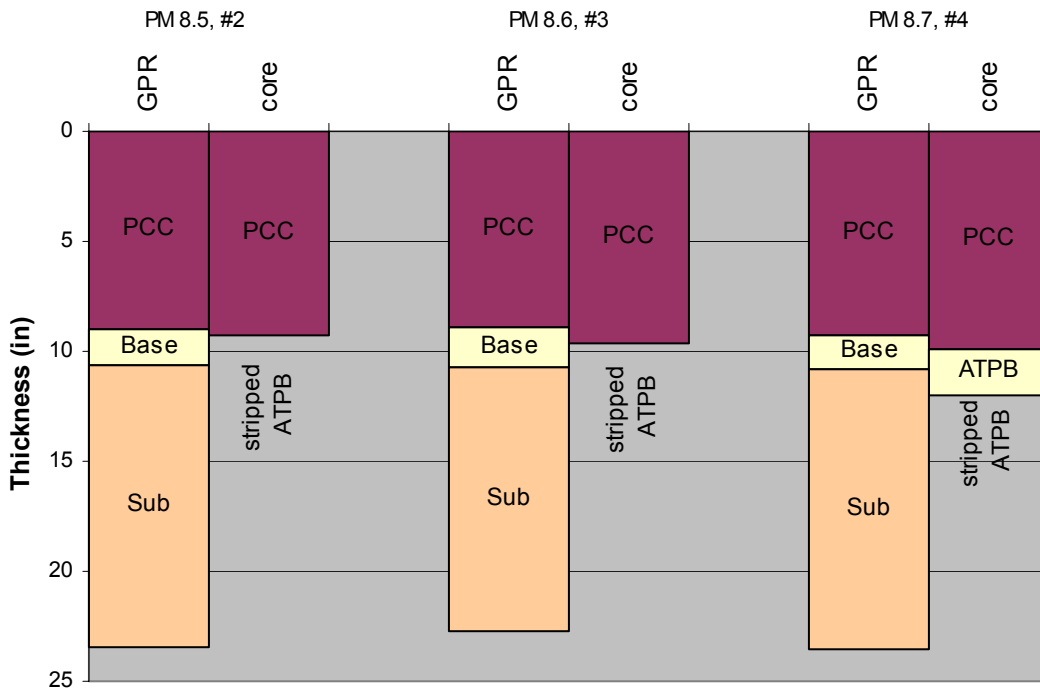 PM 8.5, #2
PM 8.6, #3
PM 8.7, #4
GPR
core
GPR
core
GPR
core
Thickness (in)
0
5
10
15
20
25
PCC
PCC
PCC
PCC
PCC
PCC
Base
Base
Base
ATPB
stripped
ATPB
stripped
ATPB
stripped
ATPB
Sub
Sub
Sub